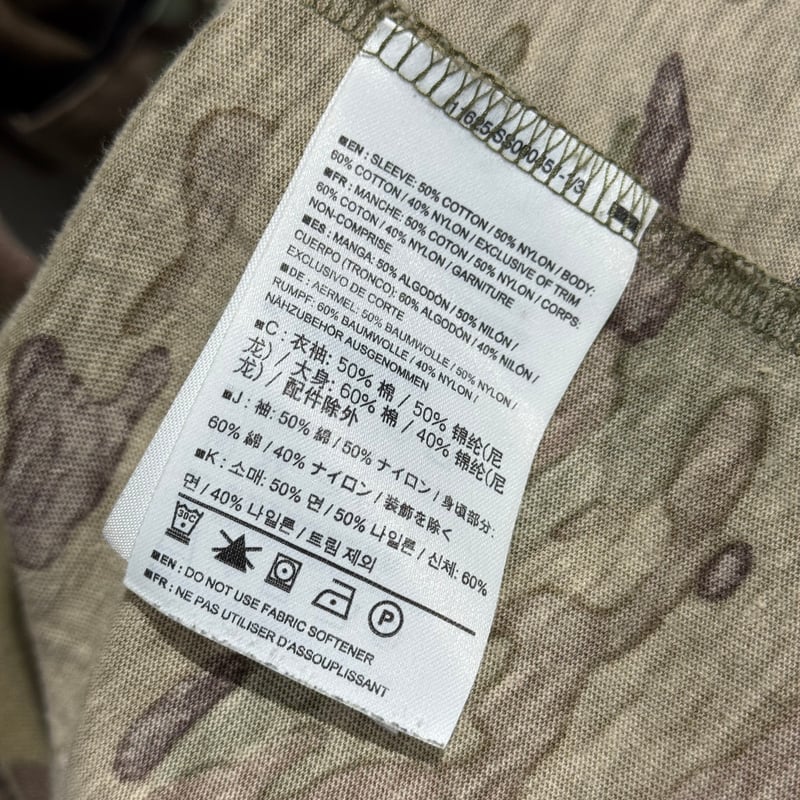 ■EN : SLEEVE: 50% COTTON / 50% NYLON / BODY:
60% COTTON / 40% NYLON / EXCLUSIVE OF TRIM
■FR : MANCHE: 50% COTON / 50% NYLON / CORPS:
60% COTON / 40% NYLON / GARNITURE
NON-COMPRISE
■ES : MANGA: 50% ALGODÓN / 50% NILÓN /
CUERPO (TRONCO): 60% ALGODÓN / 40% NILÓN /
EXCLUSIVO DE CORTE
■DE : AERMEL: 50% BAUMWOLLE / 50% NYLON /
RUMPF: 60% BAUMWOLLE / 40% NYLON /
NÄHZUBEHÖR AUSGENOMMEN
■C : 衣袖: 50% 棉 / 50% 锦纶(尼
龙) / 大身: 60% 棉 / 40% 锦纶(尼
龙) / 配件除外
■J : 袖: 50% 綿 / 50% ナイロン / 身頃部分:
60% 綿 / 40% ナイロン / 装飾を除く
■K : 소매: 50% 면 / 50% 나일론 / 신체: 60%
면 / 40% 나일론 / 트림 제외
30C
P
■EN : DO NOT USE FABRIC SOFTENER
■FR : NE PAS UTILISER D'ASSOUPLISSANT